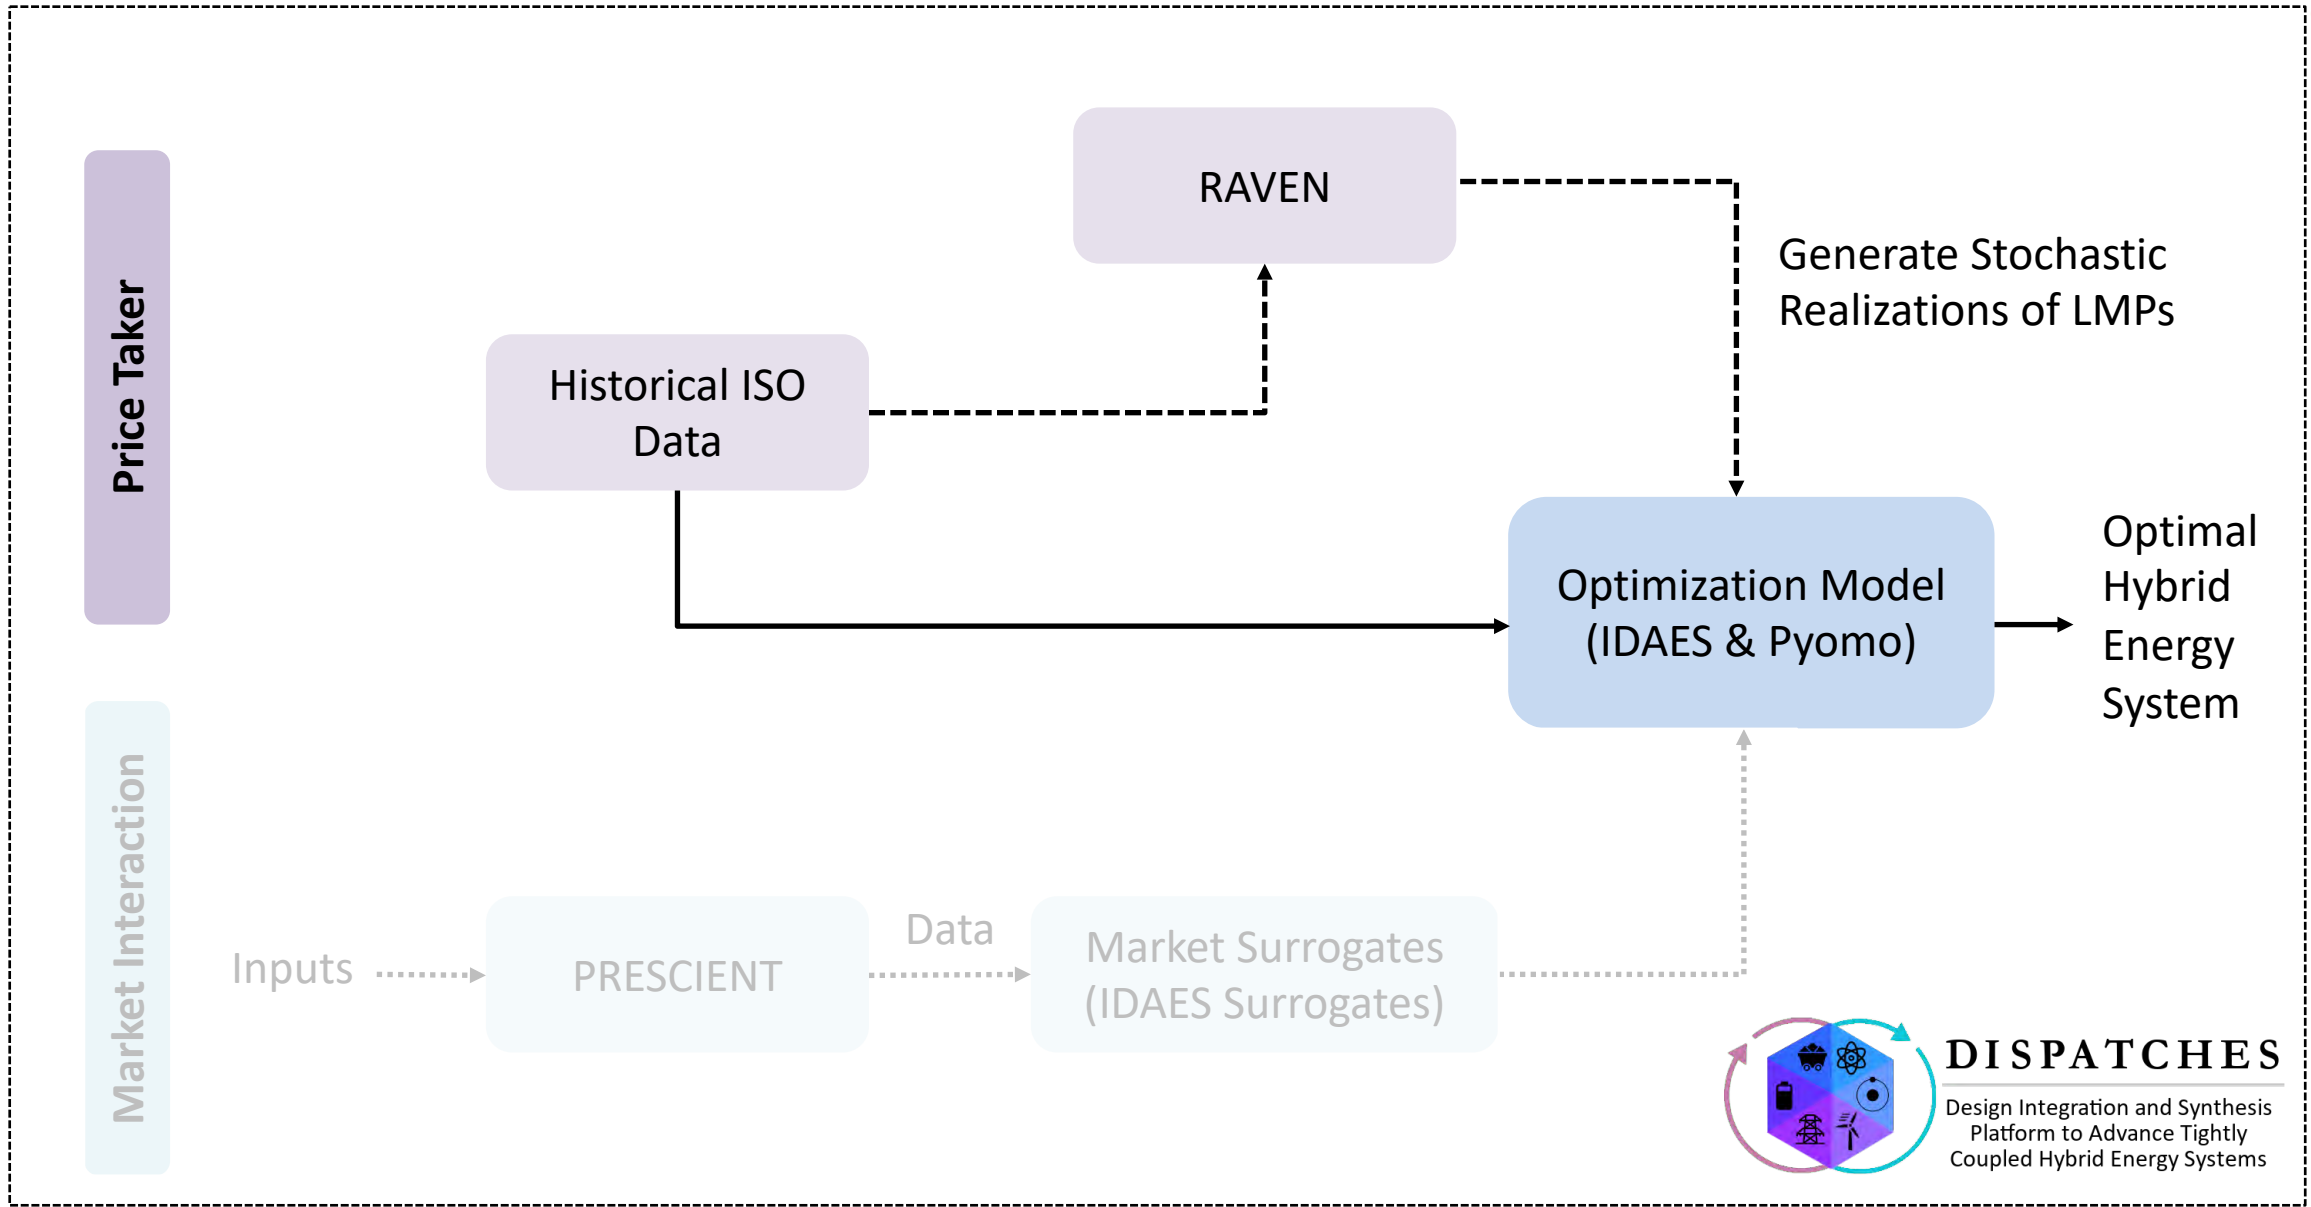 Price Taker
RAVEN
Generate Stochastic
Realizations of LMPs
Historical ISO
Data
Optimization Model
(IDAES & Pyomo)
Optimal
Hybrid
Energy
System
Market Interaction
Inputs
PRESCIENT
Data
Market Surrogates
(IDAES Surrogates)
DISPATCHES
Design Integration and Synthesis
Platform to Advance Tightly
Coupled Hybrid Energy Systems